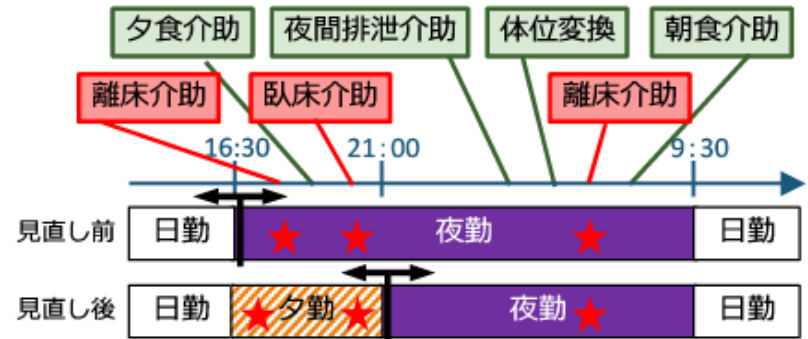 夕食介助 夜間排泄介助 体位変換 朝食介助
離床介助 臥床介助 離床介助
16:30 21:00 9:30
見直し前 日勤 夜勤 日勤
見直し後 日勤 夕勤 夜勤 日勤